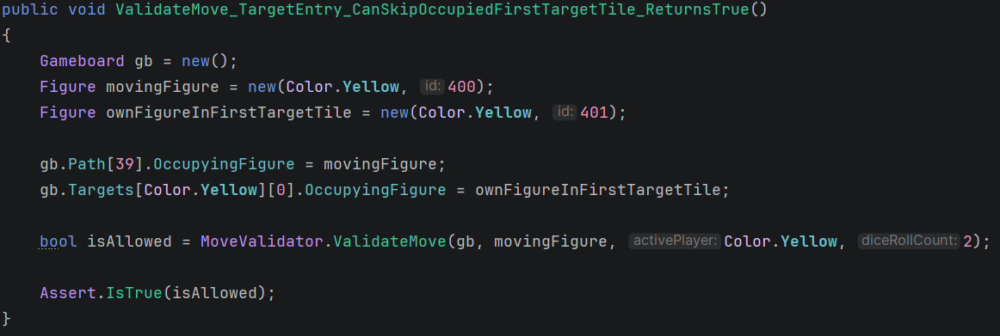 public void ValidateMove_TargetEntry_CanSkipOccupiedFirstTargetTile_ReturnsTrue()
{
    Gameboard gb = new();
    Figure movingFigure = new(Color.Yellow, id: 400);
    Figure ownFigureInFirstTargetTile = new(Color.Yellow, id: 401);

    gb.Path[39].OccupyingFigure = movingFigure;
    gb.Targets[Color.Yellow][0].OccupyingFigure = ownFigureInFirstTargetTile;

    bool isAllowed = MoveValidator.ValidateMove(gb, movingFigure, activePlayer: Color.Yellow, diceRollCount: 2);

    Assert.IsTrue(isAllowed);
}